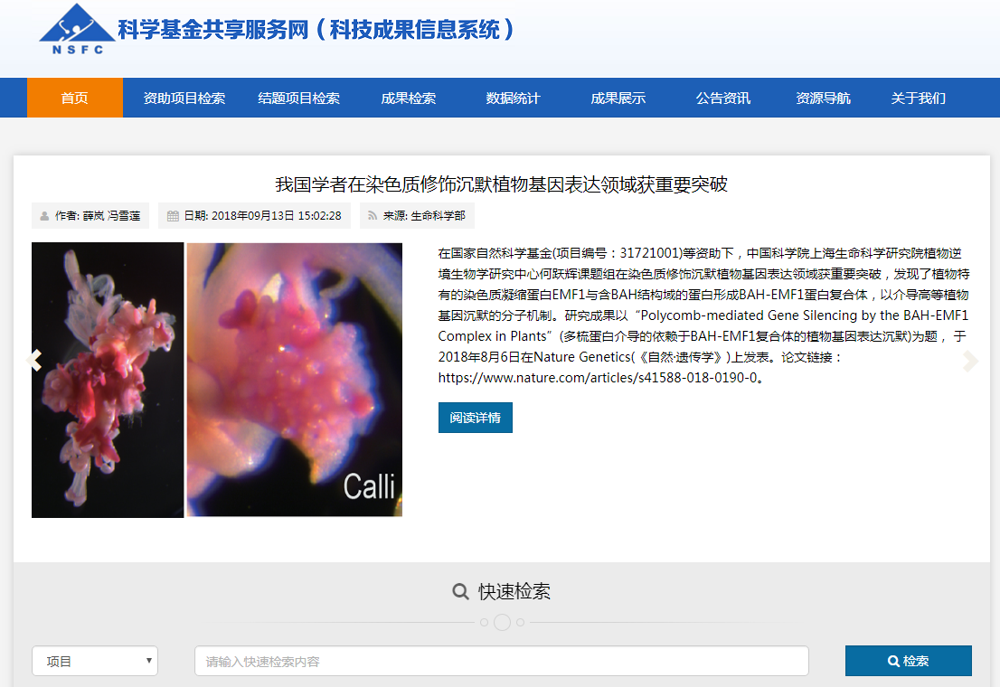 科学基金共享服务网（科技成果信息系统）
NSFC
首页 资助项目检索 结题项目检索 成果检索 数据统计 成果展示 公告资讯 资源导航 关于我们
我国学者在染色质修饰沉默植物基因表达领域获重要突破
作者: 薛岚 冯雪莲 日期: 2018年09月13日 15:02:28 来源: 生命科学部
在国家自然科学基金(项目编号：31721001)等资助下，中国科学院上海生命科学研究院植物逆
境生物学研究中心何跃辉课题组在染色质修饰沉默植物基因表达领域获重要突破，发现了植物特
有的染色质凝缩蛋白EMF1与含BAH结构域的蛋白形成BAH-EMF1蛋白复合体，以介导高等植物
基因沉默的分子机制。研究成果以“Polycomb-mediated Gene Silencing by the BAH-EMF1
Complex in Plants”(多梳蛋白介导的依赖于BAH-EMF1复合体的植物基因表达沉默)为题， 于
2018年8月6日在Nature Genetics(《自然·遗传学》)上发表。论文链接：
https://www.nature.com/articles/s41588-018-0190-0。
阅读详情
Calli
快速检索
项目 请输入快速检索内容 检索